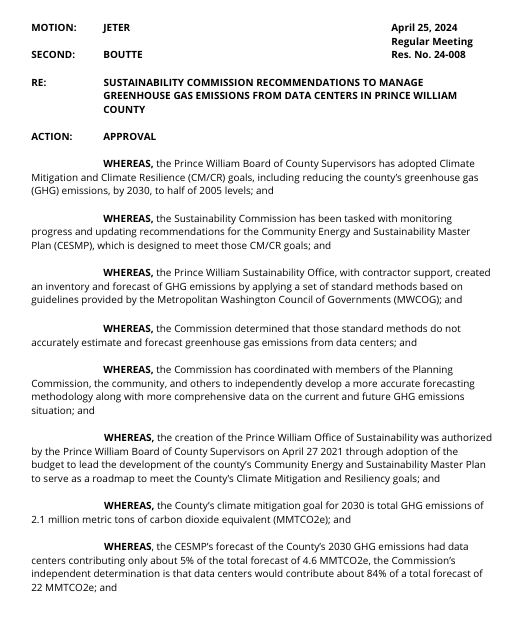 MOTION: JETER April 25, 2024
Regular Meeting
SECOND: BOUTTE Res. No. 24-008
RE: SUSTAINABILITY COMMISSION RECOMMENDATIONS TO MANAGE
GREENHOUSE GAS EMISSIONS FROM DATA CENTERS IN PRINCE WILLIAM
COUNTY
ACTION: APPROVAL
WHEREAS, the Prince William Board of County Supervisors has adopted Climate
Mitigation and Climate Resilience (CM/CR) goals, including reducing the county's greenhouse gas
(GHG) emissions, by 2030, to half of 2005 levels; and
WHEREAS, the Sustainability Commission has been tasked with monitoring
progress and updating recommendations for the Community Energy and Sustainability Master
Plan (CESMP), which is designed to meet those CM/CR goals; and
WHEREAS, the Prince William Sustainability Office, with contractor support, created
an inventory and forecast of GHG emissions by applying a set of standard methods based on
guidelines provided by the Metropolitan Washington Council of Governments (MWCOG); and
WHEREAS, the Commission determined that those standard methods do not
accurately estimate and forecast greenhouse gas emissions from data centers; and
WHEREAS, the Commission has coordinated with members of the Planning
Commission, the community, and others to independently develop a more accurate forecasting
methodology along with more comprehensive data on the current and future GHG emissions
situation; and
WHEREAS, the creation of the Prince William Office of Sustainability was authorized
by the Prince William Board of County Supervisors on April 27 2021 through adoption of the
budget to lead the development of the county's Community Energy and Sustainability Master Plan
to serve as a roadmap to meet the County's Climate Mitigation and Resiliency goals; and
WHEREAS, the County's climate mitigation goal for 2030 is total GHG emissions of
2.1 million metric tons of carbon dioxide equivalent (MMTCO2e); and
WHEREAS, the CESMP's forecast of the County's 2030 GHG emissions had data
centers contributing only about 5% of the total forecast of 4.6 MMTCO2e, the Commission's
independent determination is that data centers would contribute about 84% of a total forecast of
22 MMTCO2e; and